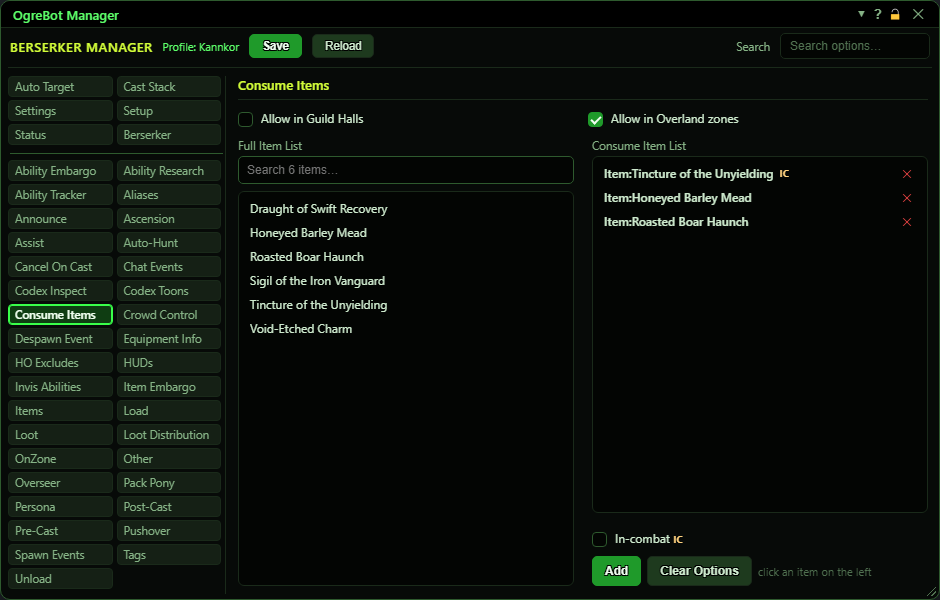 OgreBot Manager
▼ ?
BERSERKER MANAGER Profile: Kannkor Save Reload Search Search options...
Auto Target Cast Stack
Settings Setup
Status Berserker
Ability Embargo Ability Research
Ability Tracker Aliases
Announce Ascension
Assist Auto-Hunt
Cancel On Cast Chat Events
Codex Inspect Codex Toons
Consume Items Crowd Control
Despawn Event Equipment Info
HO Excludes HUDs
Invis Abilities Item Embargo
Items Load
Loot Loot Distribution
OnZone Other
Overseer Pack Pony
Persona Post-Cast
Pre-Cast Pushover
Spawn Events Tags
Unload
Consume Items
Allow in Guild Halls
Full Item List
Search 6 items...
Draught of Swift Recovery
Honeyed Barley Mead
Roasted Boar Haunch
Sigil of the Iron Vanguard
Tincture of the Unyielding
Void-Etched Charm
Allow in Overland zones
Consume Item List
Item:Tincture of the Unyielding IC
Item:Honeyed Barley Mead
Item:Roasted Boar Haunch
In-combat IC
Add Clear Options click an item on the left